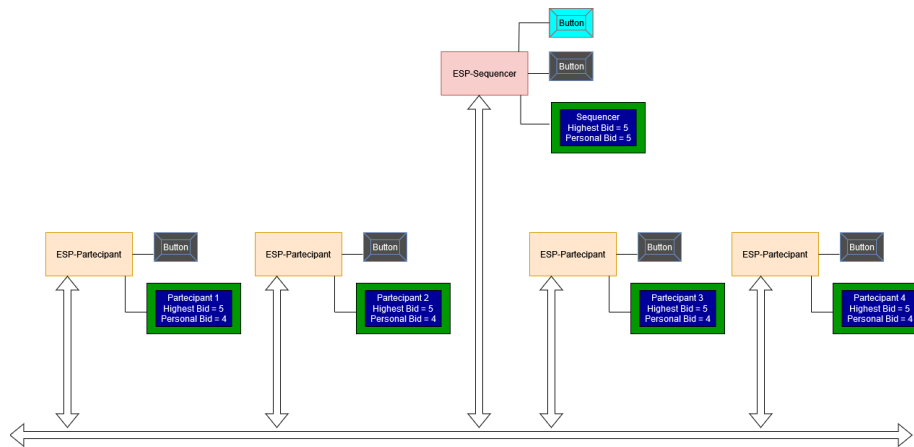 Button
ESP-Sequencer
Button
Sequencer
Highest Bid = 5
Personal Bid = 5
ESP-Partecipant
Button
Partecipant 1
Highest Bid = 5
Personal Bid = 4
ESP-Partecipant
Button
Partecipant 2
Highest Bid = 5
Personal Bid = 4
ESP-Partecipant
Button
Partecipant 3
Highest Bid = 5
Personal Bid = 4
ESP-Partecipant
Button
Partecipant 4
Highest Bid = 5
Personal Bid = 4